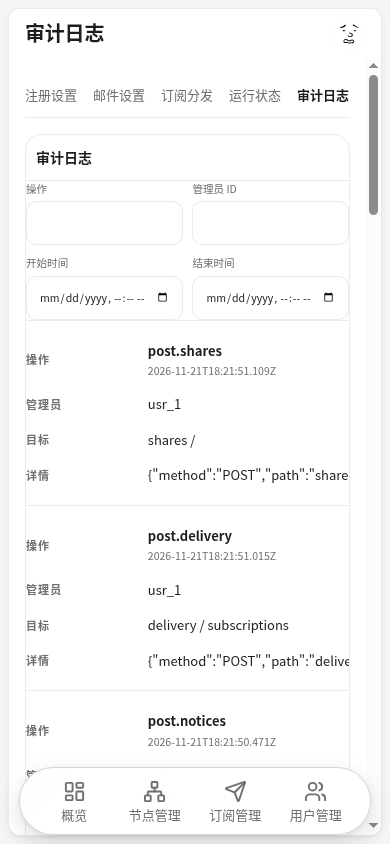 审计日志
注册设置 邮件设置 订阅分发 运行状态 审计日志
审计日志
操作 管理员 ID
开始时间 结束时间
mm/dd/yyyy, --:-- -- mm/dd/yyyy, --:-- --
操作 post.shares
2026-11-21T18:21:51.109Z
管理员 usr_1
目标 shares /
详情 {"method":"POST","path":"share
操作 post.delivery
2026-11-21T18:21:51.015Z
管理员 usr_1
目标 delivery / subscriptions
详情 {"method":"POST","path":"delive
操作 post.notices
2026-11-21T18:21:50.471Z
概览 节点管理 订阅管理 用户管理